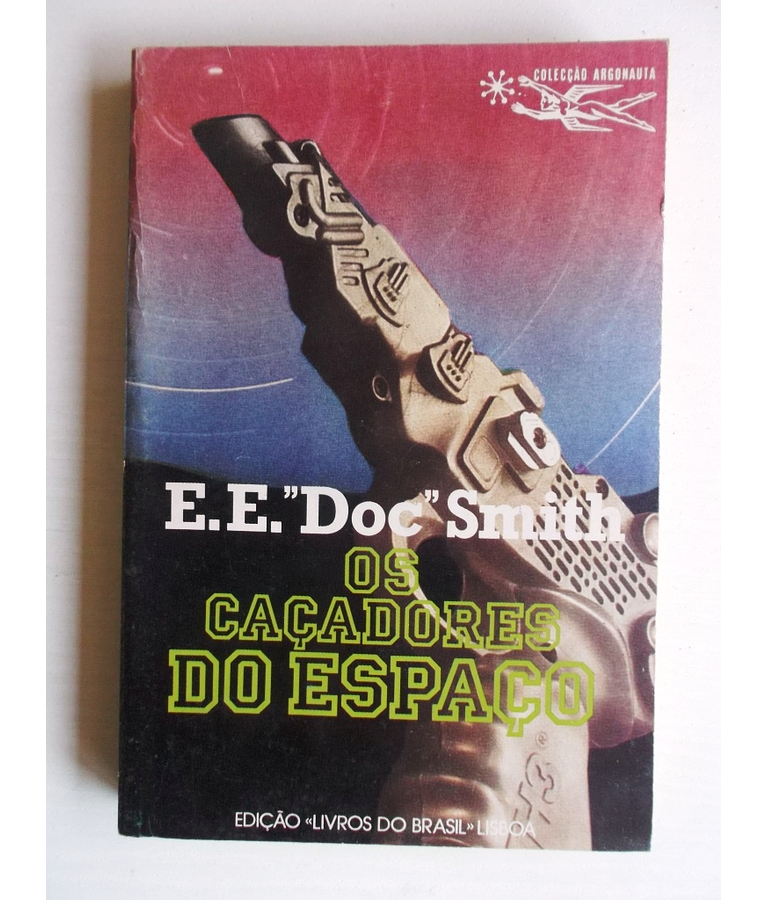 COLECÇÃO ARGONAUTA
E.E."Doc" Smith
OS
CAÇADORES
DO ESPAÇO
EDIÇÃO «LIVROS DO BRASIL» LISBOA